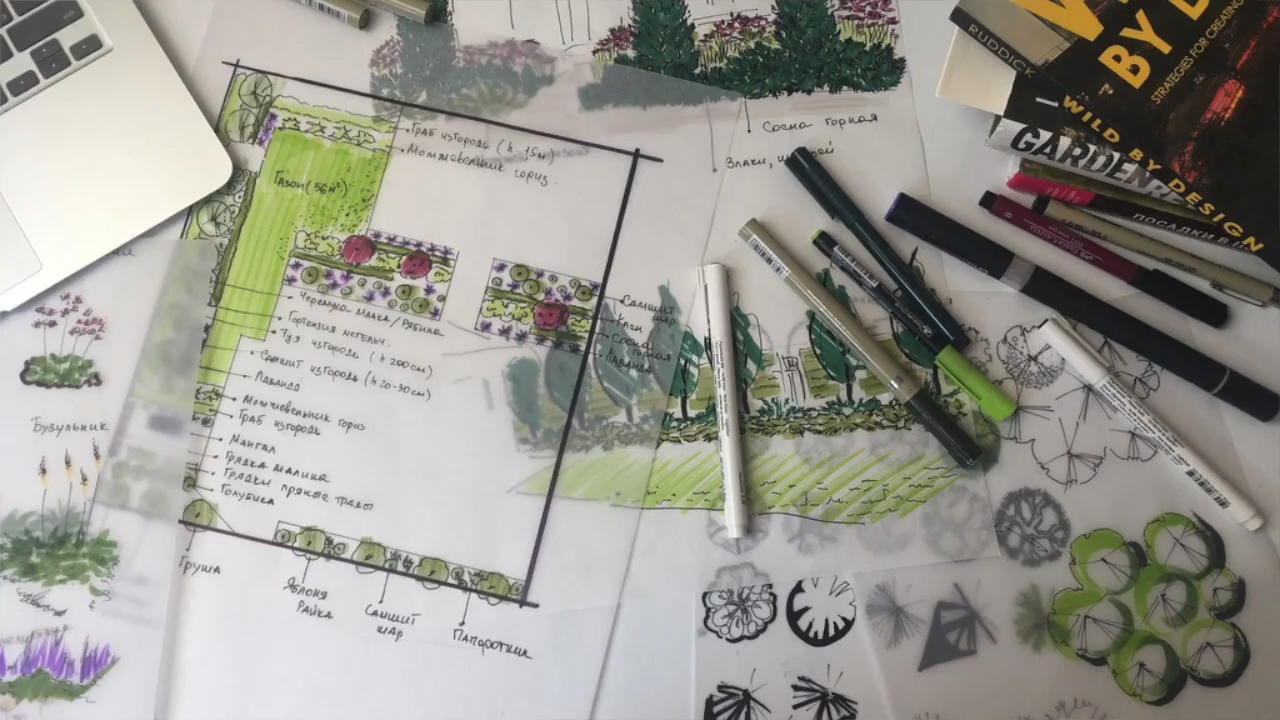 Сосна горная
Злаки,
Граб изгородь (h 1.5м)
Можжевельник гориз.
Газон (56м²)
Черемуха Маака/Рябина
Гортензия метельч.
Туя изгородь (h 200см)
Самшит изгородь (h 20-30см)
Лаванда
Можжевельник гориз
Граб изгородь
Мангал
Грядка малина
Грядки пряные травы
Голубика
Самшит
шар
Клен
Сосна
горная
Лаванда
Груша
Яблоня
Райка
Самшит
шар
Папоротник
Бузульник
RUDDICK
BY D
STRATEGIES FOR CREATING
WILD BY DESIGN
GARDEN
ПОСАДКИ В